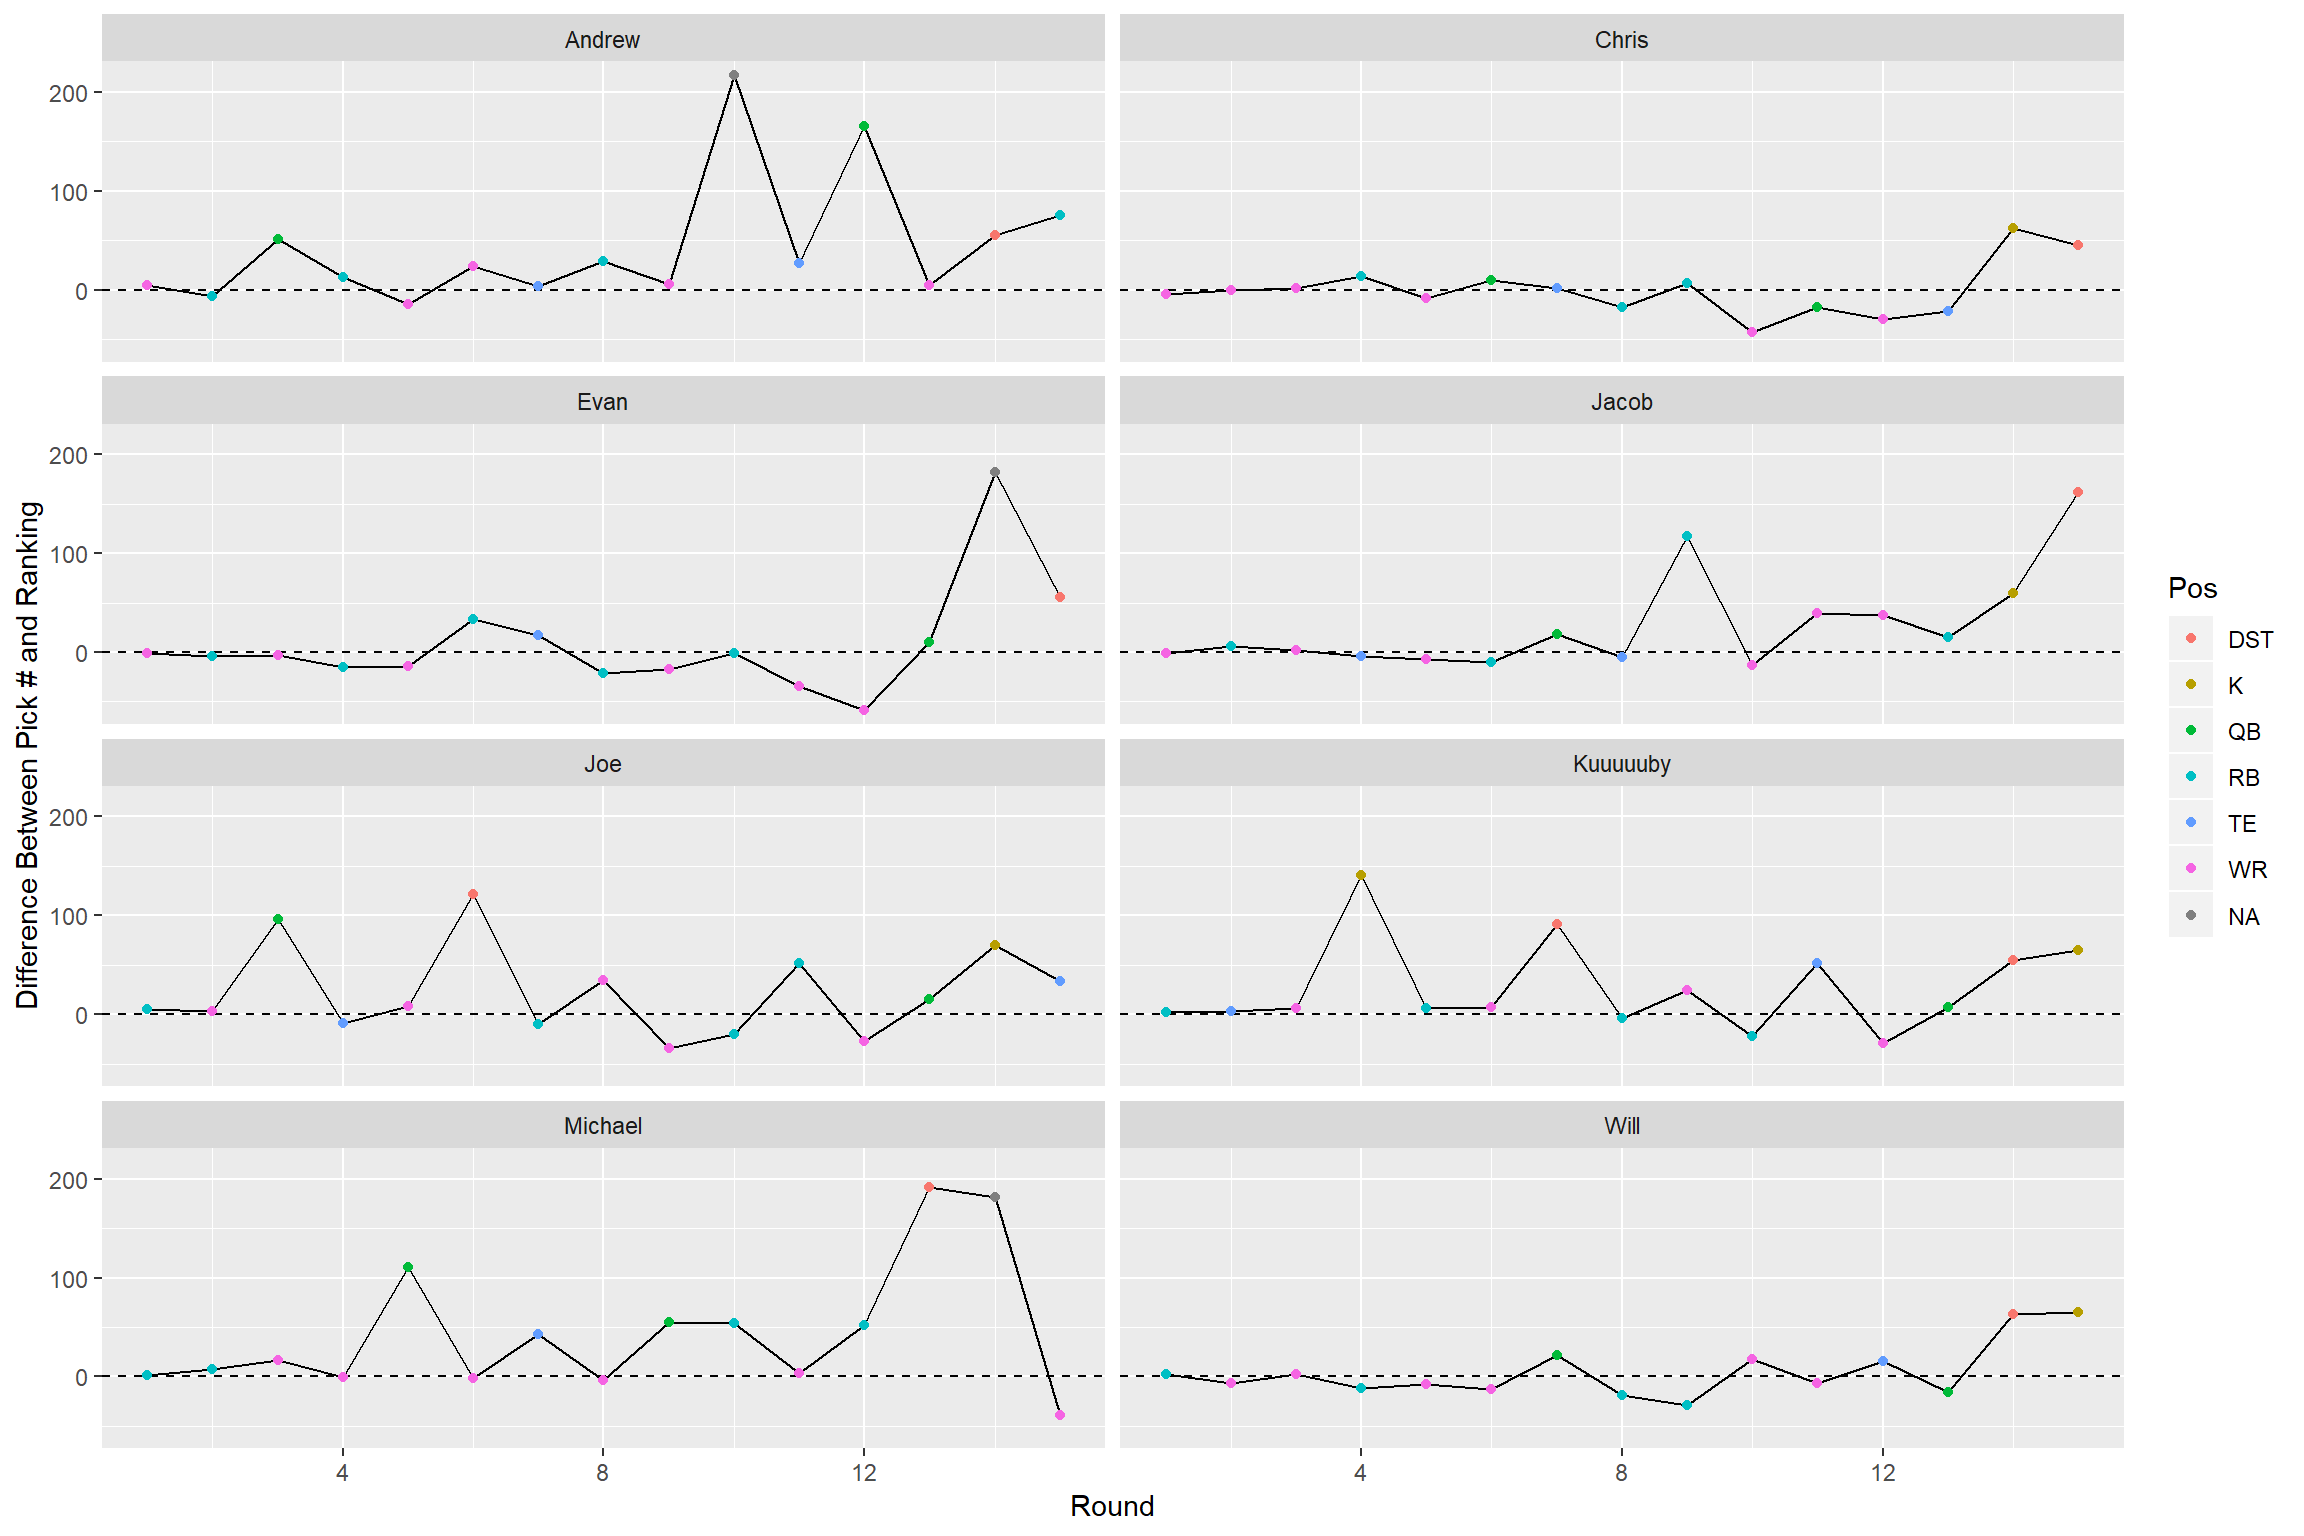 Andrew
Chris
200
100
0
Evan
Jacob
200
100
0
Joe
Kuuuuuby
200
100
0
Michael
Will
200
100
0
4
8
12
4
8
12
Round
Difference Between Pick # and Ranking
Pos
DST
K
QB
RB
TE
WR
NA